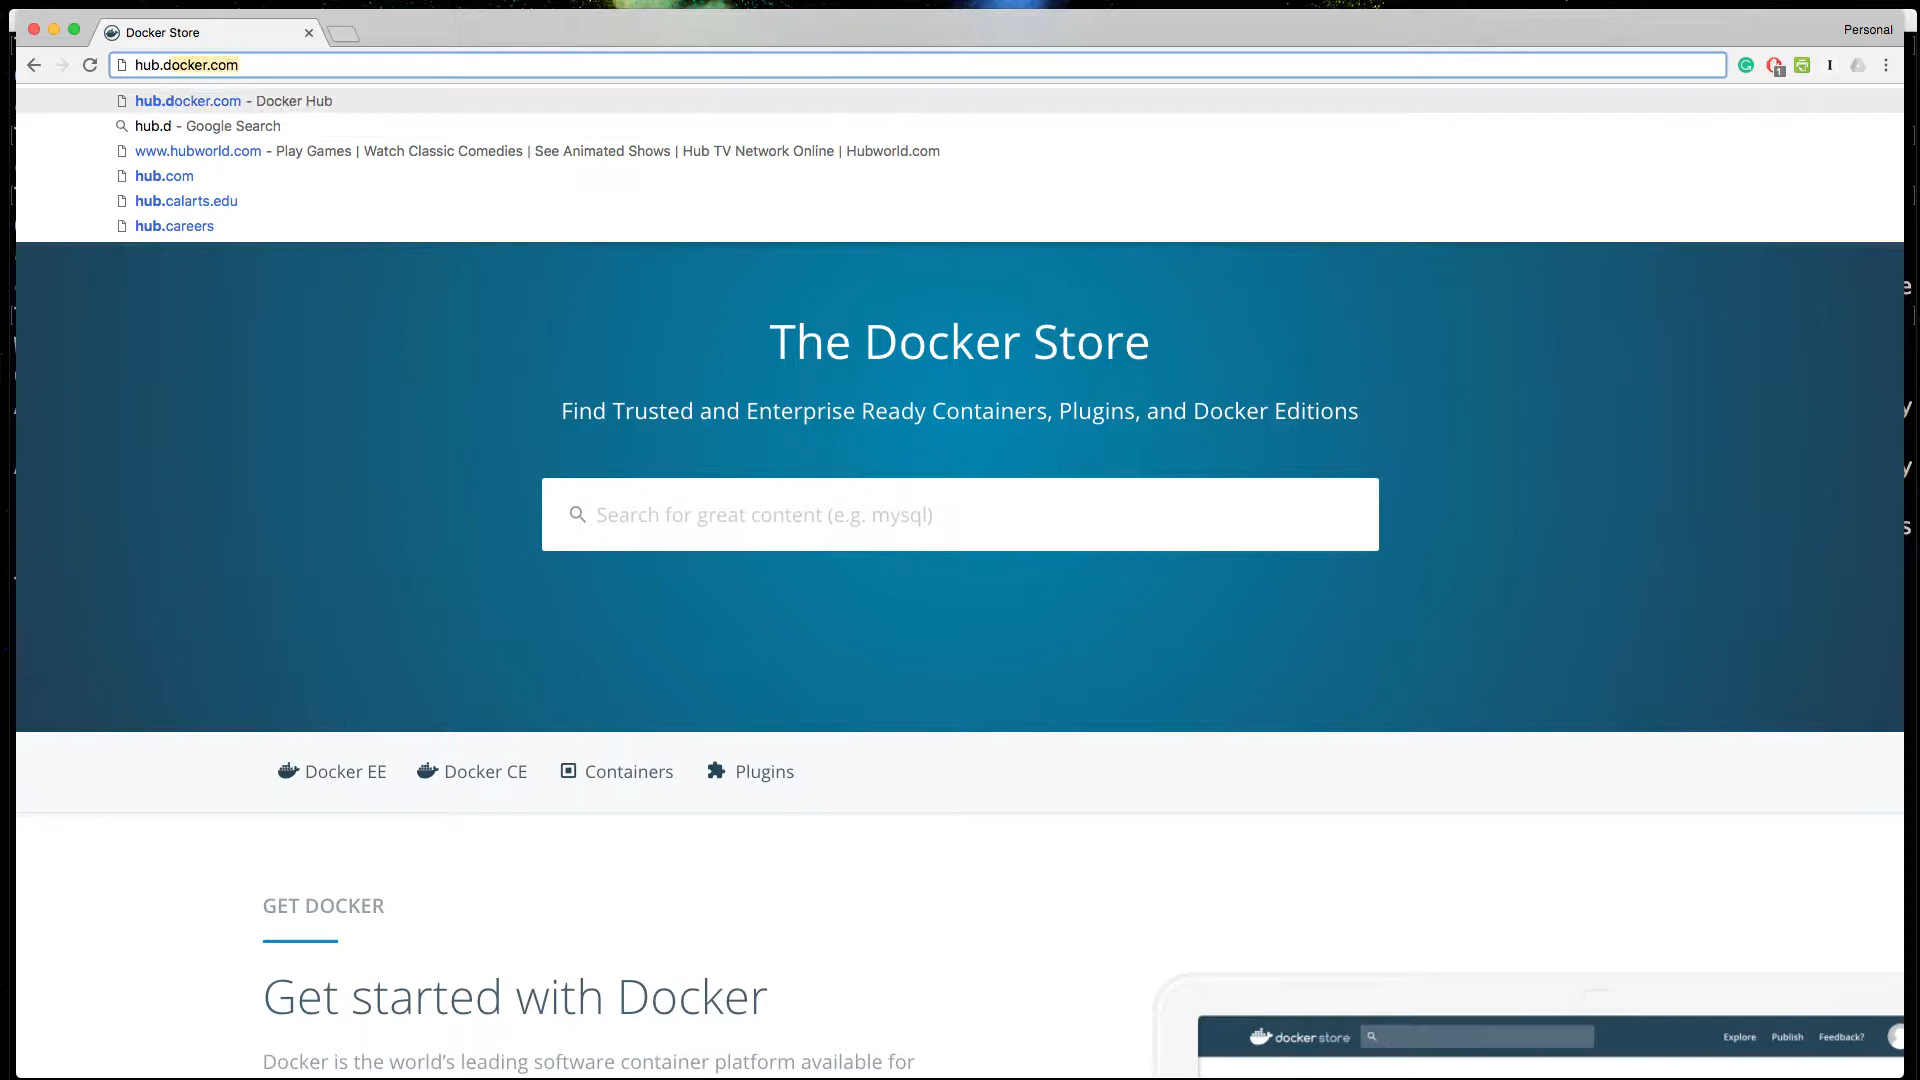 Docker Store
Personal
hub.docker.com
hub.docker.com - Docker Hub
hub.d - Google Search
www.hubworld.com - Play Games | Watch Classic Comedies | See Animated Shows | Hub TV Network Online | Hubworld.com
hub.com
hub.calarts.edu
hub.careers
The Docker Store
Find Trusted and Enterprise Ready Containers, Plugins, and Docker Editions
Search for great content (e.g. mysql)
Docker EE Docker CE Containers Plugins
GET DOCKER
Get started with Docker
docker store Explore Publish Feedback?
Docker is the world's leading software container platform available for